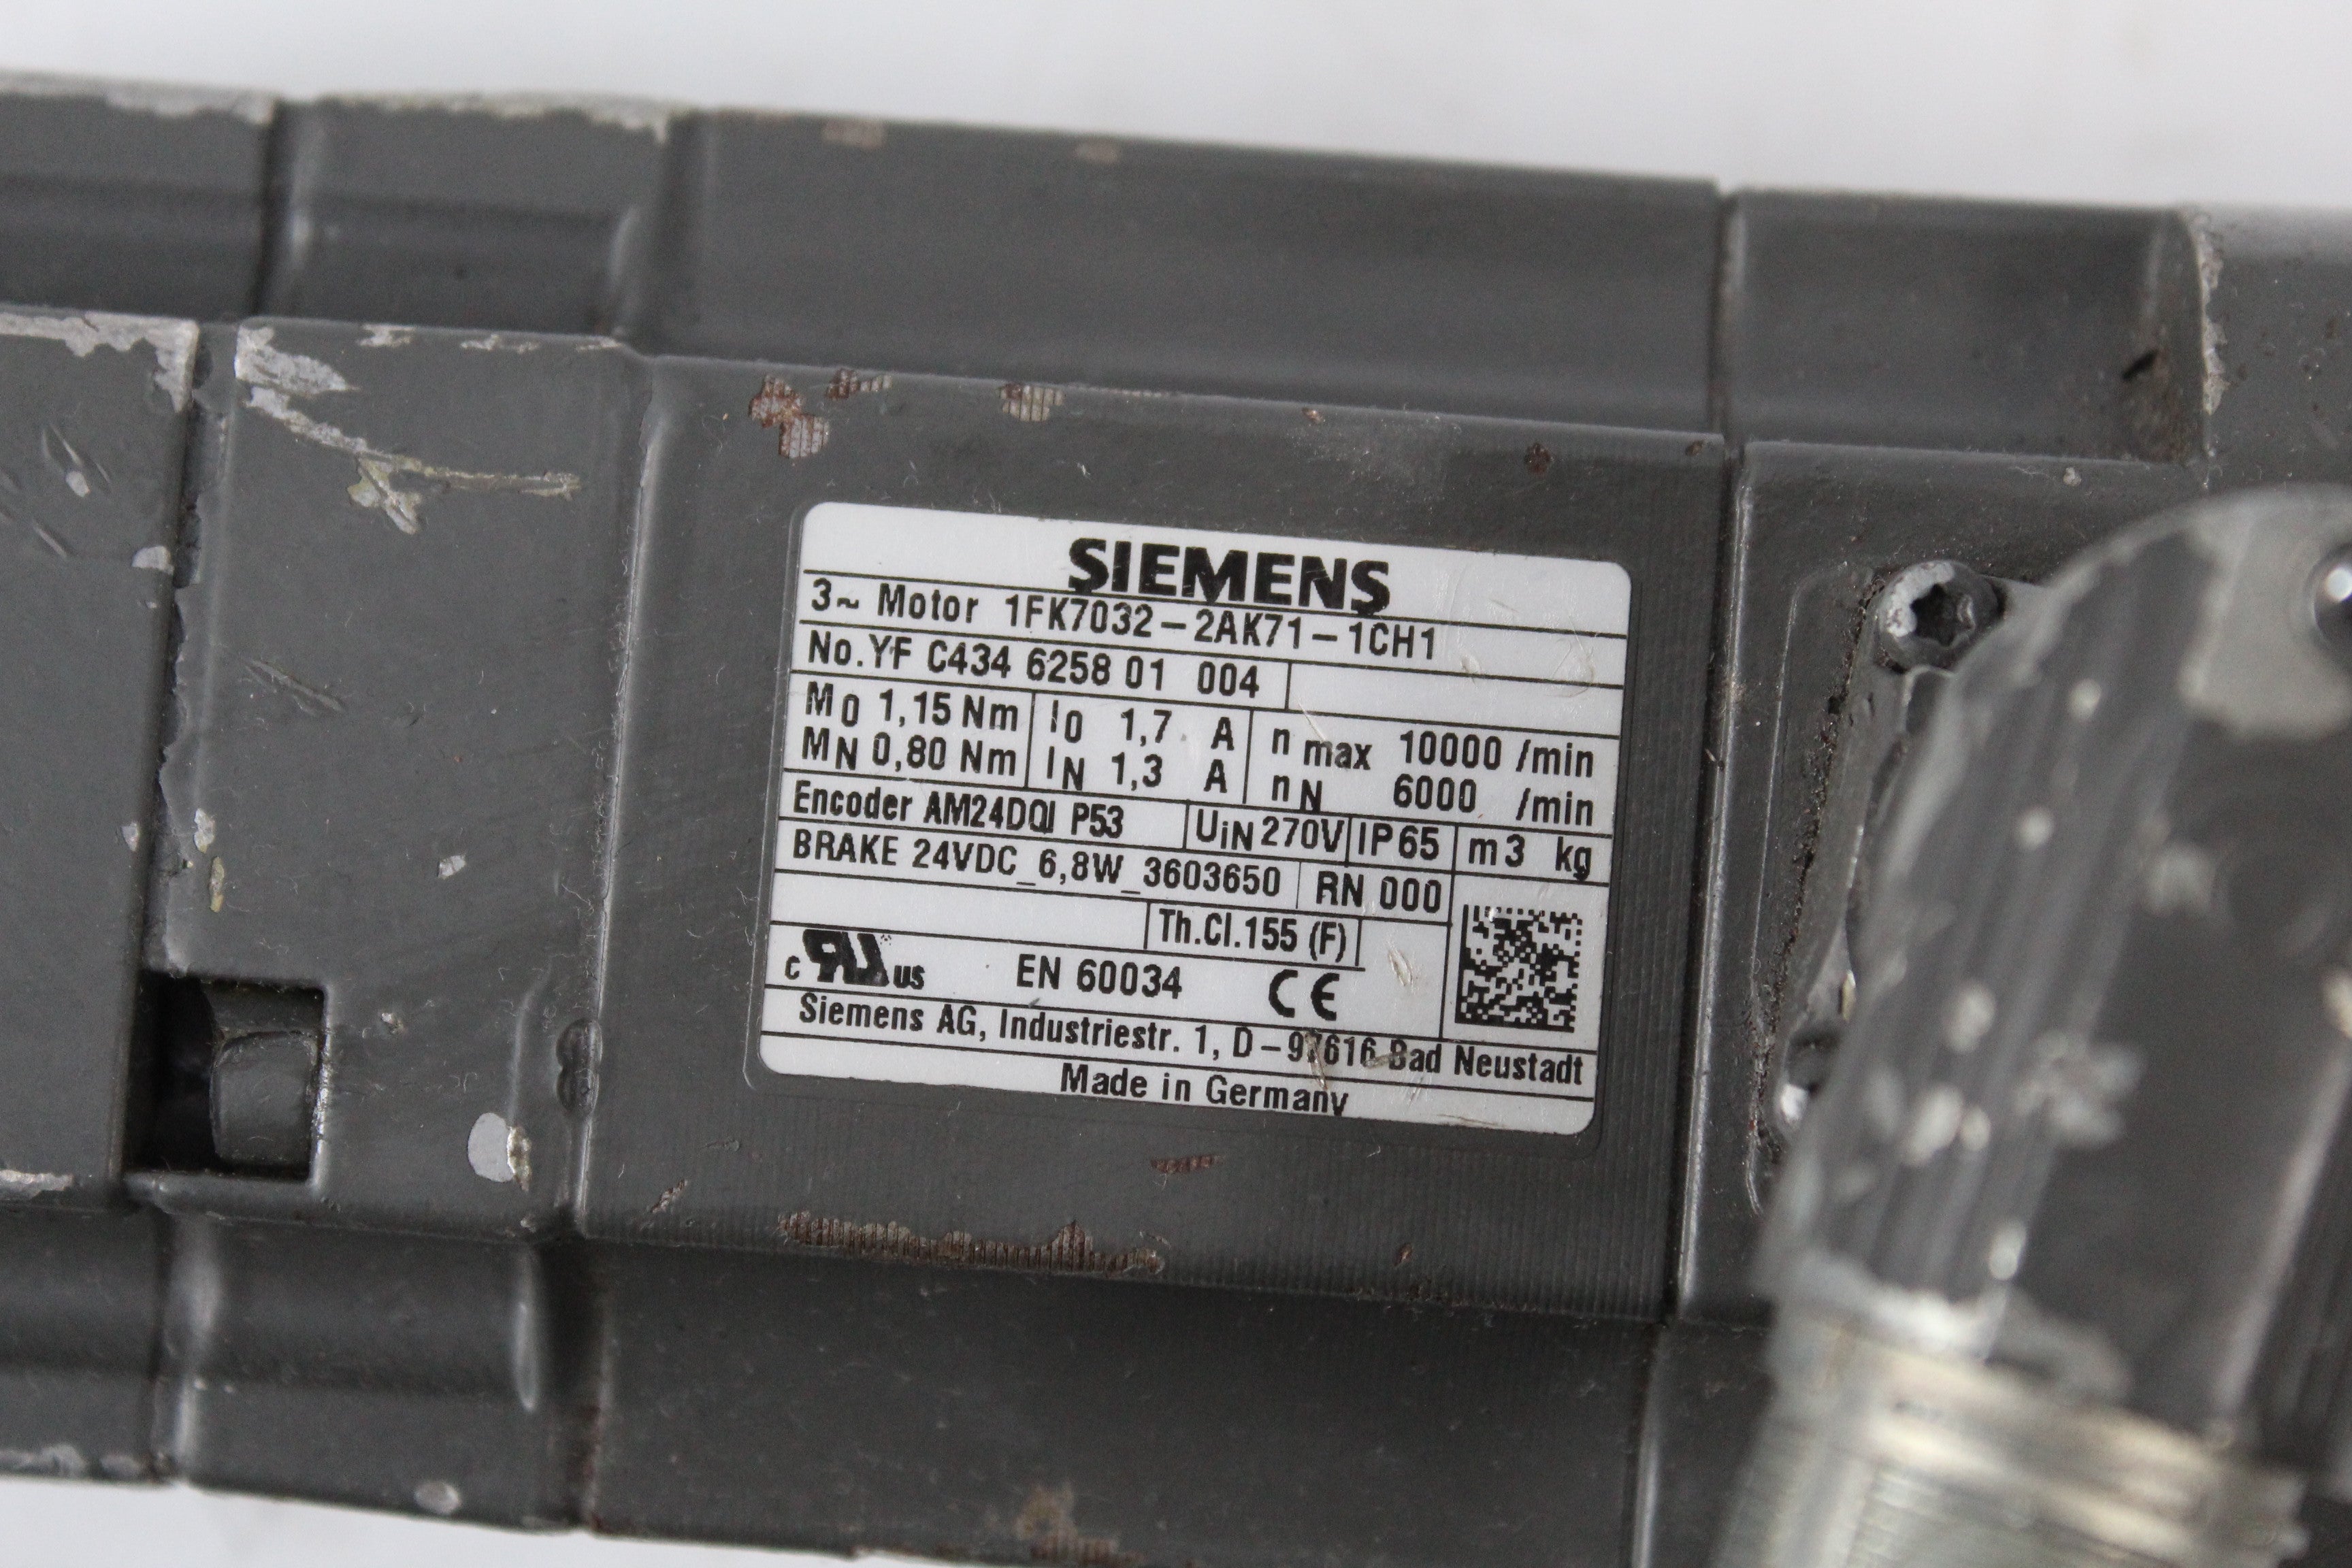 SIEMENS
3~ Motor 1FK7032-2AK71-1CH1
No.YF C434 6258 01 004
M0 1,15 Nm I0 1,7 A n max 10000 /min
MN 0,80 Nm IN 1,3 A nN 6000 /min
Encoder AM24DQI P53 UiN 270V IP65 m 3 kg
BRAKE 24VDC_6,8W_3603650 RN 000
Th.Cl.155 (F)
c RU us EN 60034 CE
Siemens AG, Industriestr. 1, D-97616 Bad Neustadt
Made in Germany